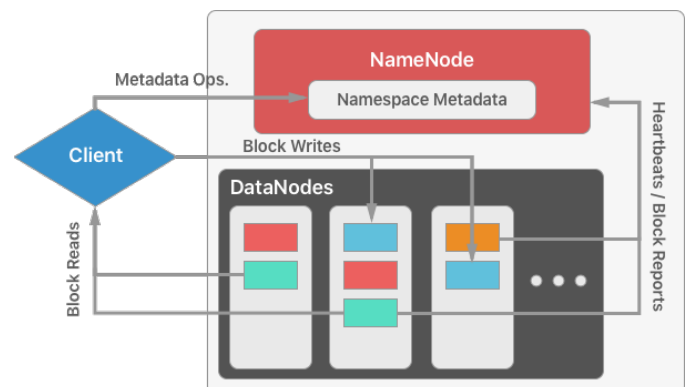 NameNode
Metadata Ops.
Namespace Metadata
Client
Block Writes
DataNodes
Heartbeats / Block Reports
Block Reads